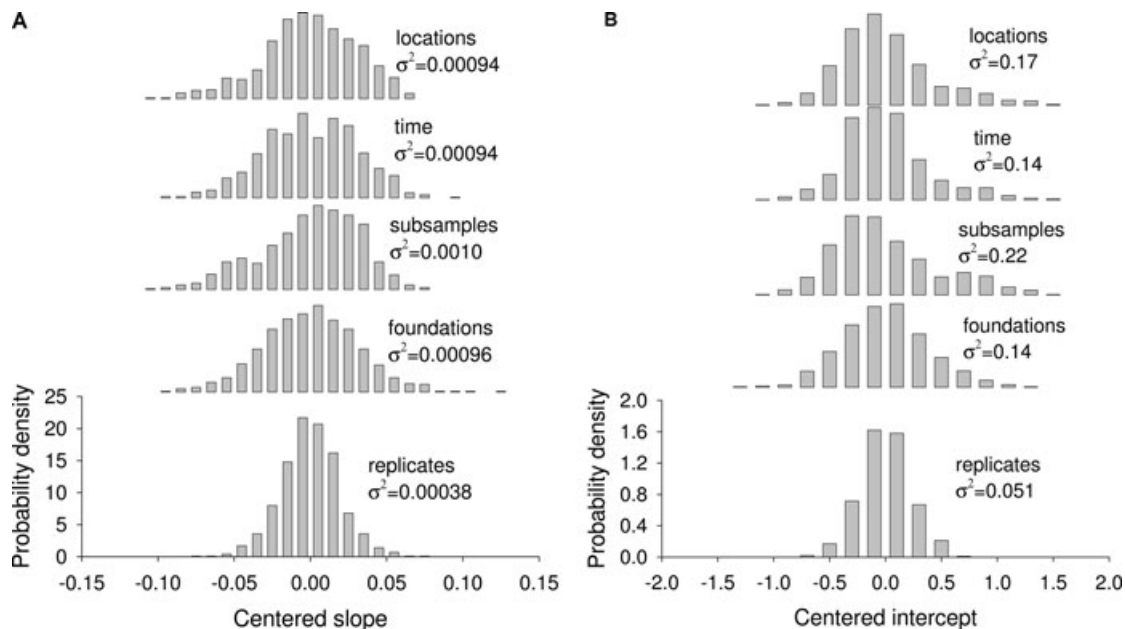 A
locations
σ²=0.00094
time
σ²=0.00094
subsamples
σ²=0.0010
foundations
σ²=0.00096
replicates
σ²=0.00038
Probability density
25
20
15
10
5
0
-0.15 -0.10 -0.05 0.00 0.05 0.10 0.15
Centered slope
B
locations
σ²=0.17
time
σ²=0.14
subsamples
σ²=0.22
foundations
σ²=0.14
replicates
σ²=0.051
Probability density
2.0
1.6
1.2
0.8
0.4
0.0
-2.0 -1.5 -1.0 -0.5 0.0 0.5 1.0 1.5 2.0
Centered intercept